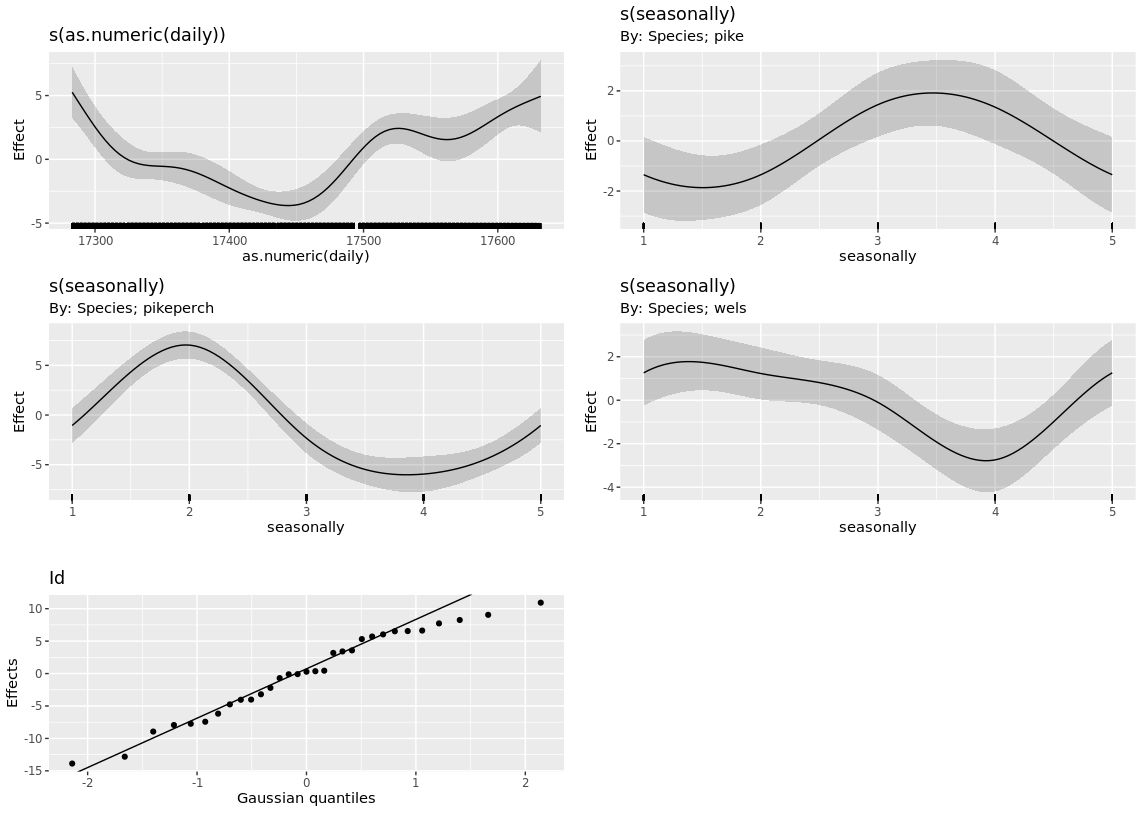 s(as.numeric(daily))
Effect
5
0
-5
17300 17400 17500 17600
as.numeric(daily)
s(seasonally)
By: Species; pike
Effect
2
0
-2
1 2 3 4 5
seasonally
s(seasonally)
By: Species; pikeperch
Effect
5
0
-5
1 2 3 4 5
seasonally
s(seasonally)
By: Species; wels
Effect
2
0
-2
-4
1 2 3 4 5
seasonally
Id
Effects
10
5
0
-5
-10
-15
-2 -1 0 1 2
Gaussian quantiles